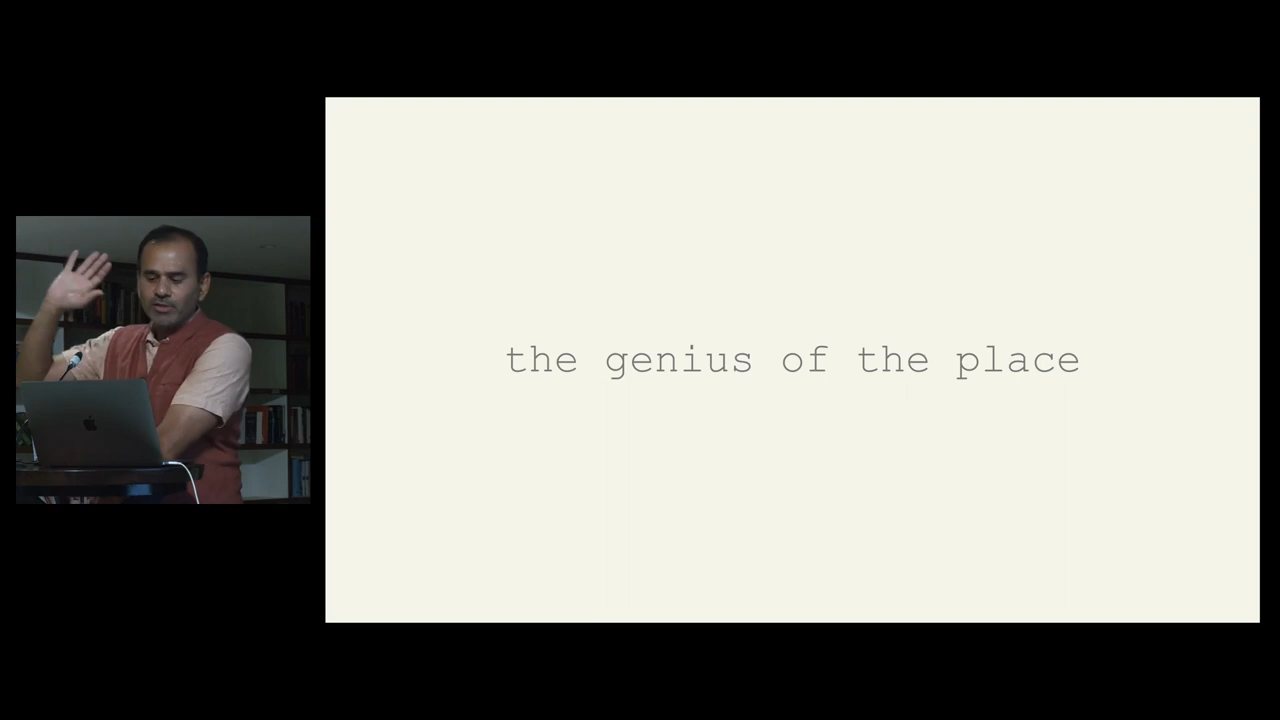 the genius of the place